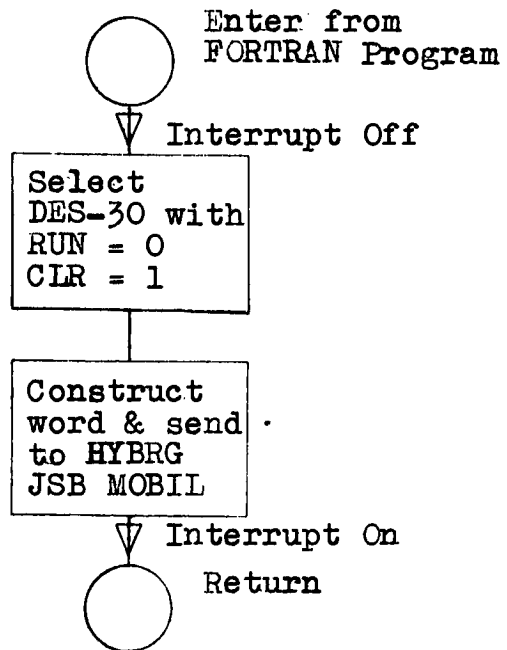 Enter from
FORTRAN Program
Interrupt Off
Select
DES-30 with
RUN = 0
CLR = 1
Construct
word & send
to HYBRG
JSB MOBIL
Interrupt On
Return